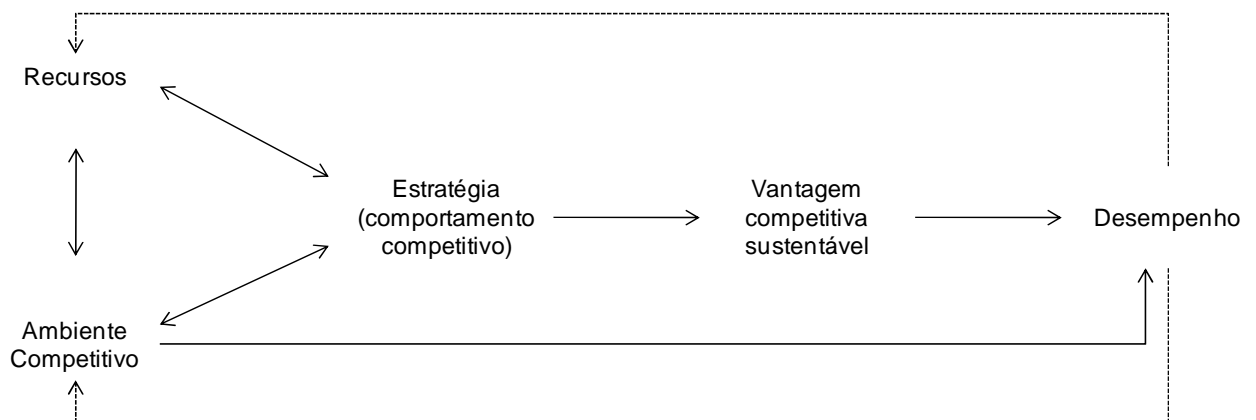 Recursos
Estratégia
(comportamento
competitivo)
Vantagem
competitiva
sustentável
Desempenho
Ambiente
Competitivo